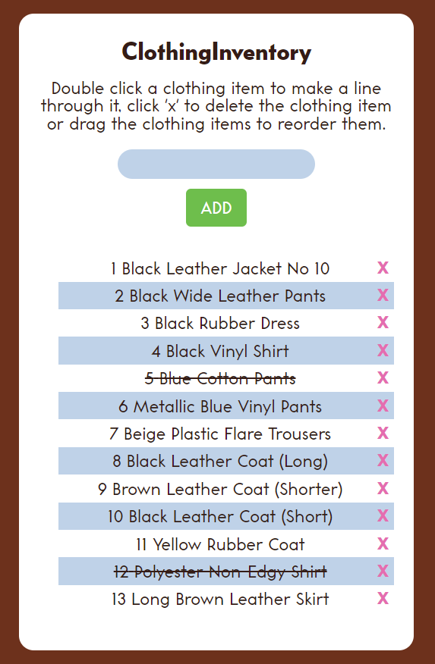 ClothingInventory
Double click a clothing item to make a line
through it, click 'x' to delete the clothing item
or drag the clothing items to reorder them.
ADD
1 Black Leather Jacket No 10 X
2 Black Wide Leather Pants X
3 Black Rubber Dress X
4 Black Vinyl Shirt X
5 Blue Cotton Pants X
6 Metallic Blue Vinyl Pants X
7 Beige Plastic Flare Trousers X
8 Black Leather Coat (Long) X
9 Brown Leather Coat (Shorter) X
10 Black Leather Coat (Short) X
11 Yellow Rubber Coat X
12 Polyester Non-Edgy Shirt X
13 Long Brown Leather Skirt X